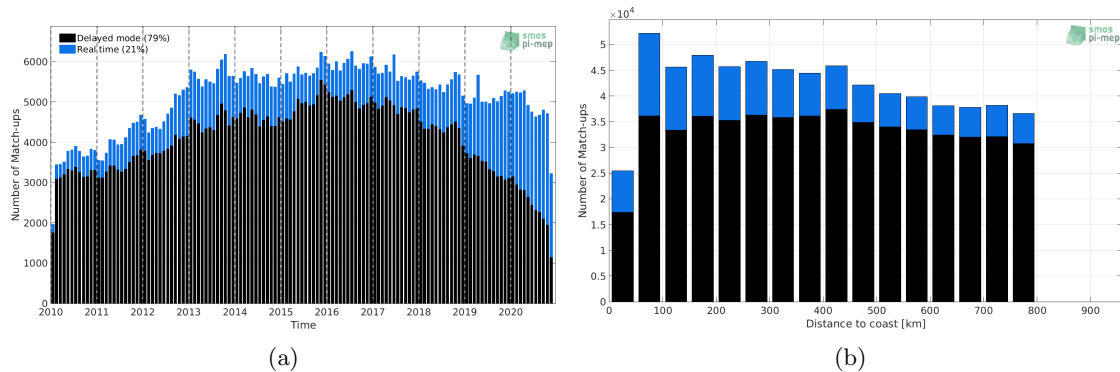 Delayed mode (79%)
Real time (21%)
smos
pi-mep
Number of Match-ups
6000
5000
4000
3000
2000
1000
0
2010 2011 2012 2013 2014 2015 2016 2017 2018 2019 2020
Time
(a)
×10⁴
smos
pi-mep
Number of Match-ups
5
4.5
4
3.5
3
2.5
2
1.5
1
0.5
0
0 100 200 300 400 500 600 700 800 900
Distance to coast [km]
(b)